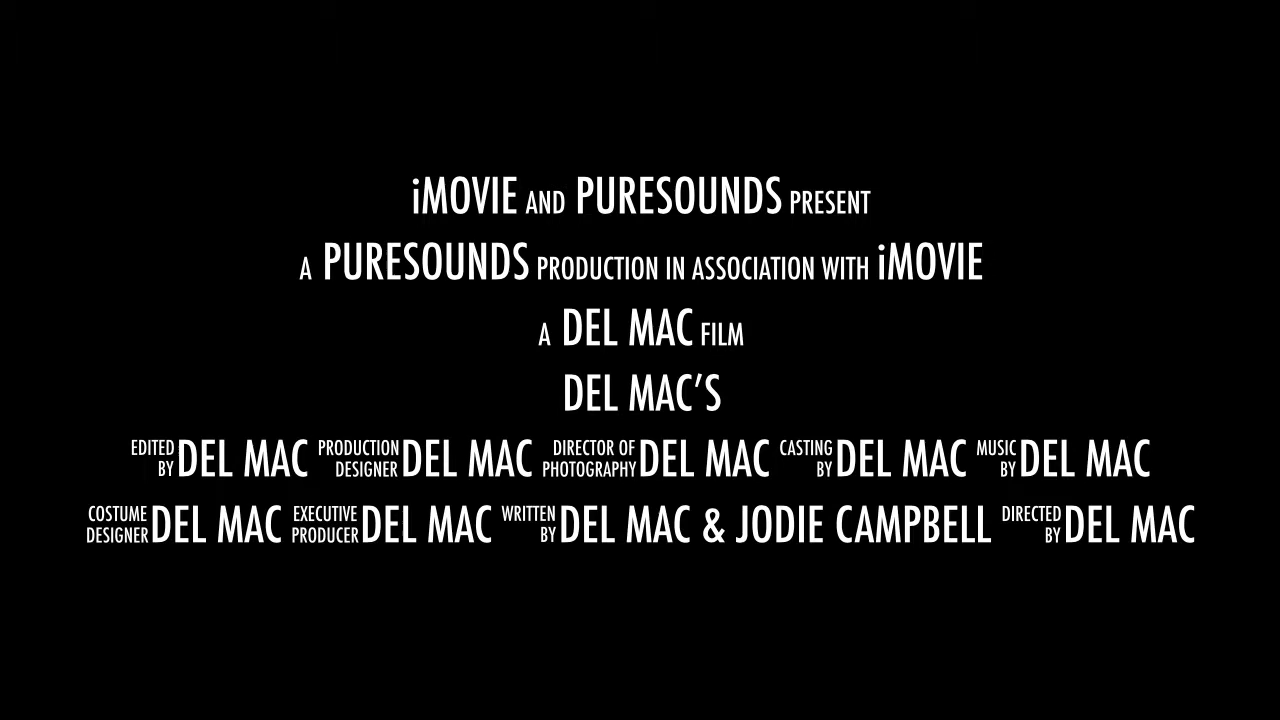 iMOVIE AND PURESOUNDS PRESENT
A PURESOUNDS PRODUCTION IN ASSOCIATION WITH iMOVIE
A DEL MAC FILM
DEL MAC'S
EDITED BY DEL MAC PRODUCTION DESIGNER DEL MAC DIRECTOR OF PHOTOGRAPHY DEL MAC CASTING BY DEL MAC MUSIC BY DEL MAC
COSTUME DESIGNER DEL MAC EXECUTIVE PRODUCER DEL MAC WRITTEN BY DEL MAC & JODIE CAMPBELL DIRECTED BY DEL MAC